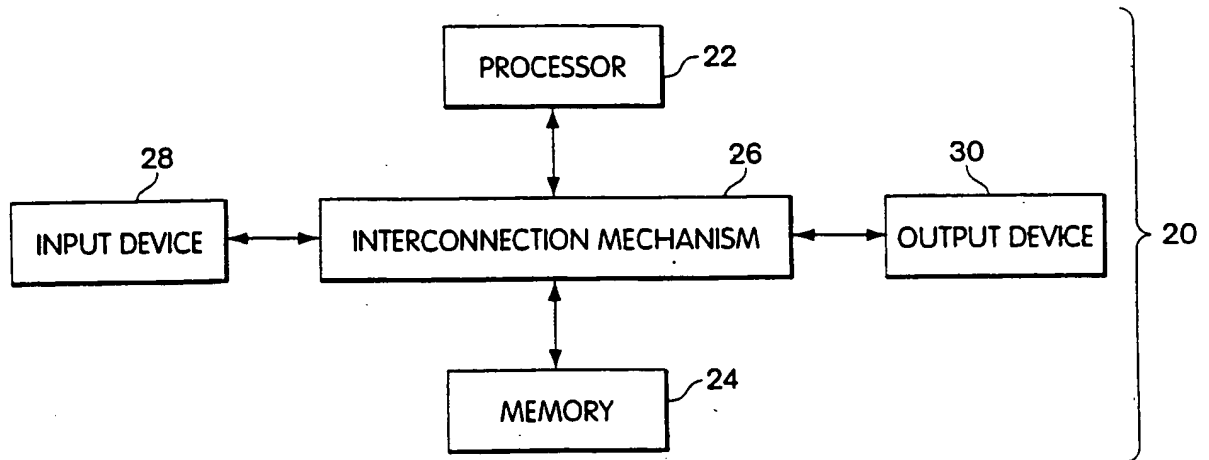 PROCESSOR
22
28
26
30
INPUT DEVICE
INTERCONNECTION MECHANISM
OUTPUT DEVICE
20
24
MEMORY